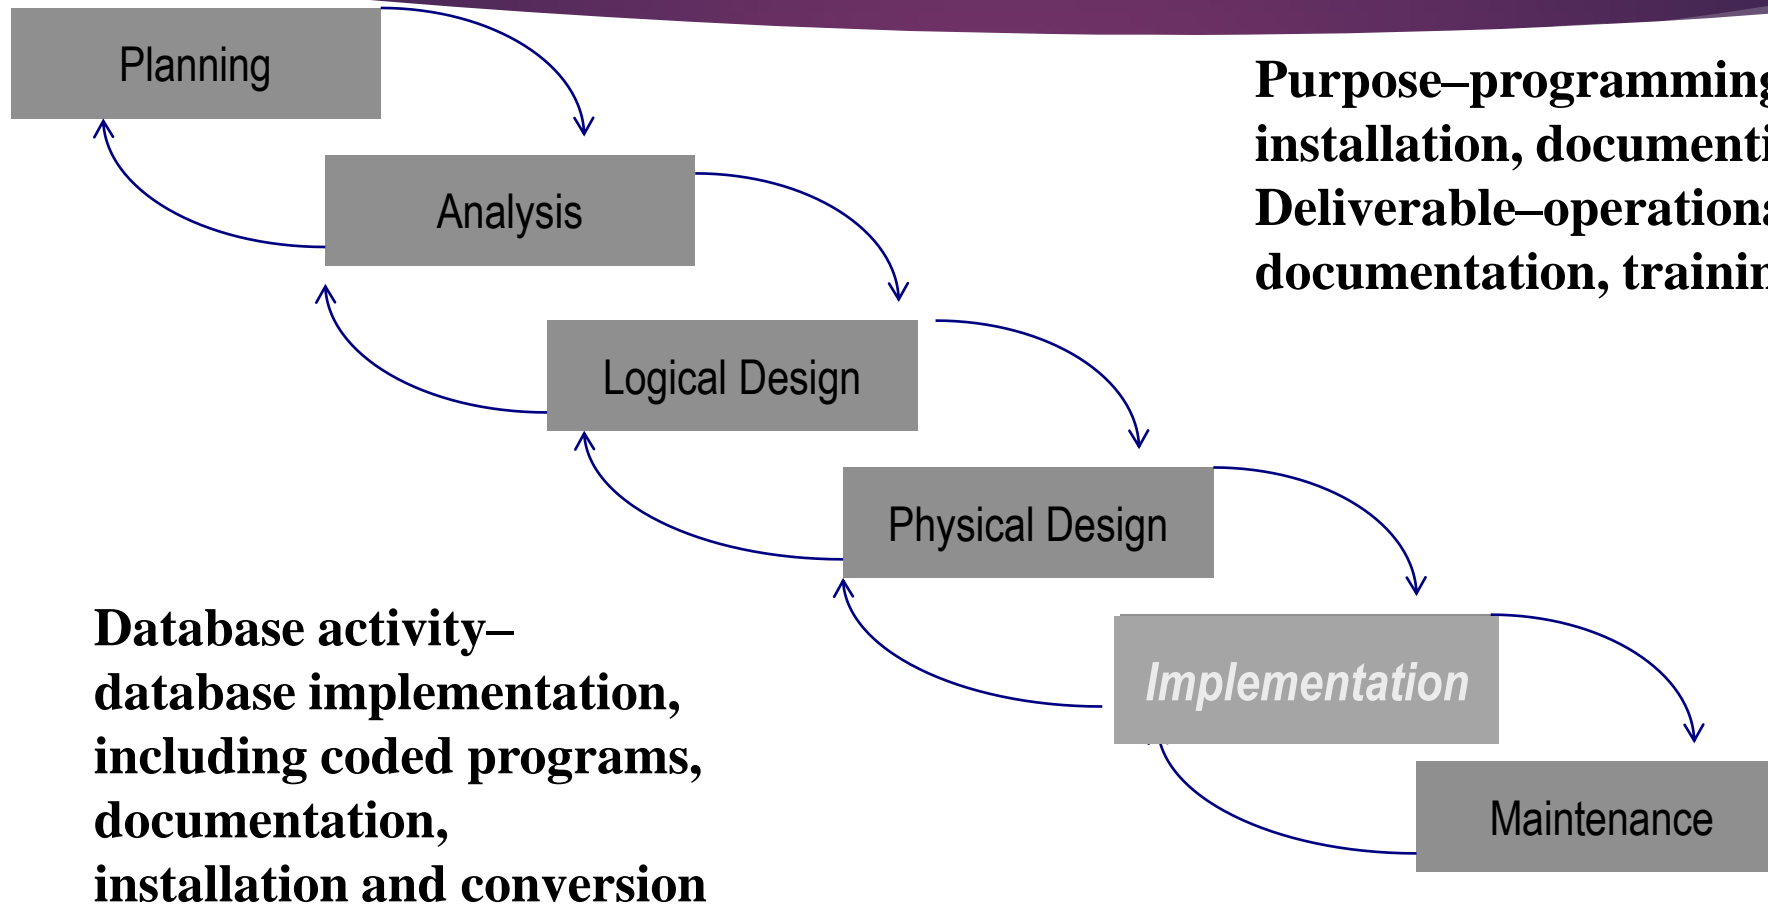 Planning
Purpose–programming
installation, documenti
Analysis
Deliverable–operationa
documentation, trainin
Logical Design
Physical Design
Database activity–
database implementation,
including coded programs,
documentation,
installation and conversion
Implementation
Maintenance